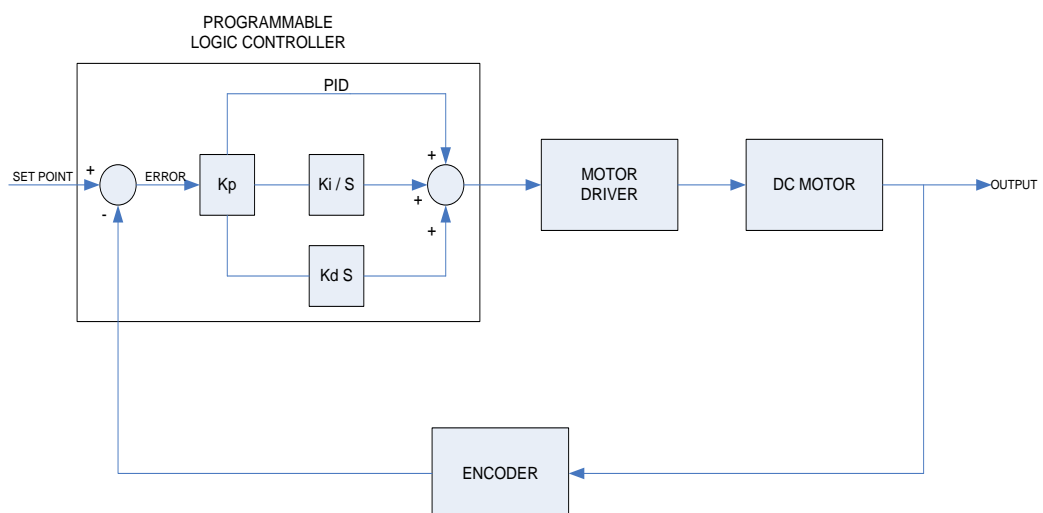 PROGRAMMABLE
LOGIC CONTROLLER
PID
+
+
SET POINT
ERROR
Kp
Ki / S
+
-
+
Kd S
MOTOR
DRIVER
DC MOTOR
OUTPUT
ENCODER